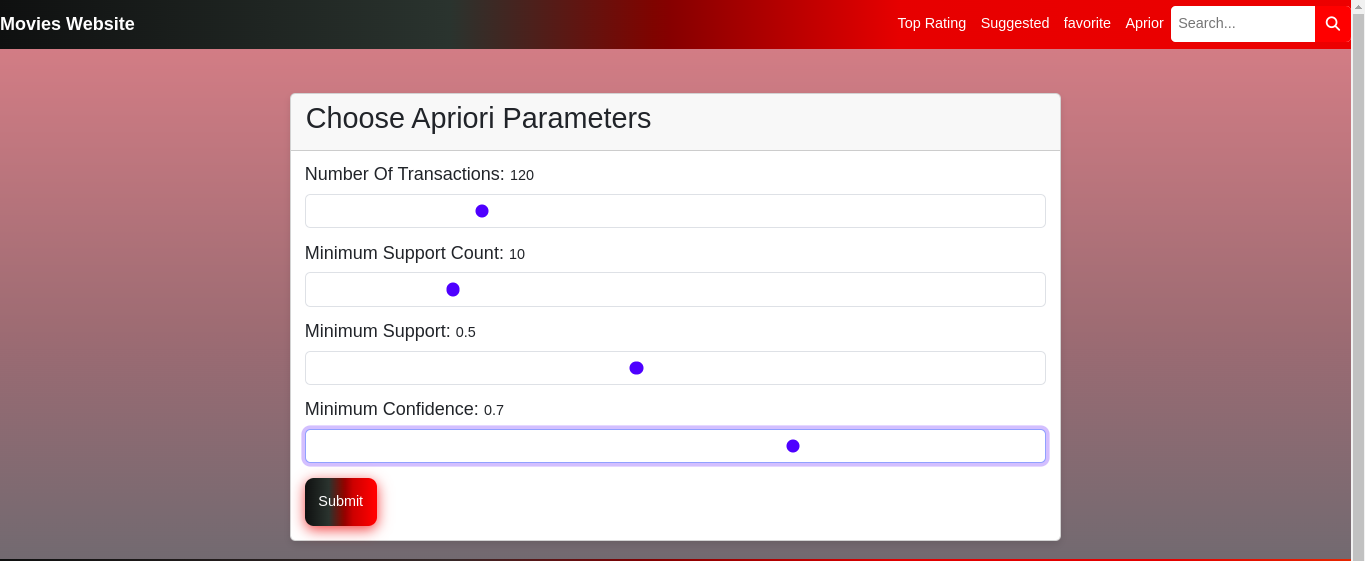 Movies Website
Top Rating Suggested favorite Aprior Search...
Choose Apriori Parameters
Number Of Transactions: 120
Minimum Support Count: 10
Minimum Support: 0.5
Minimum Confidence: 0.7
Submit